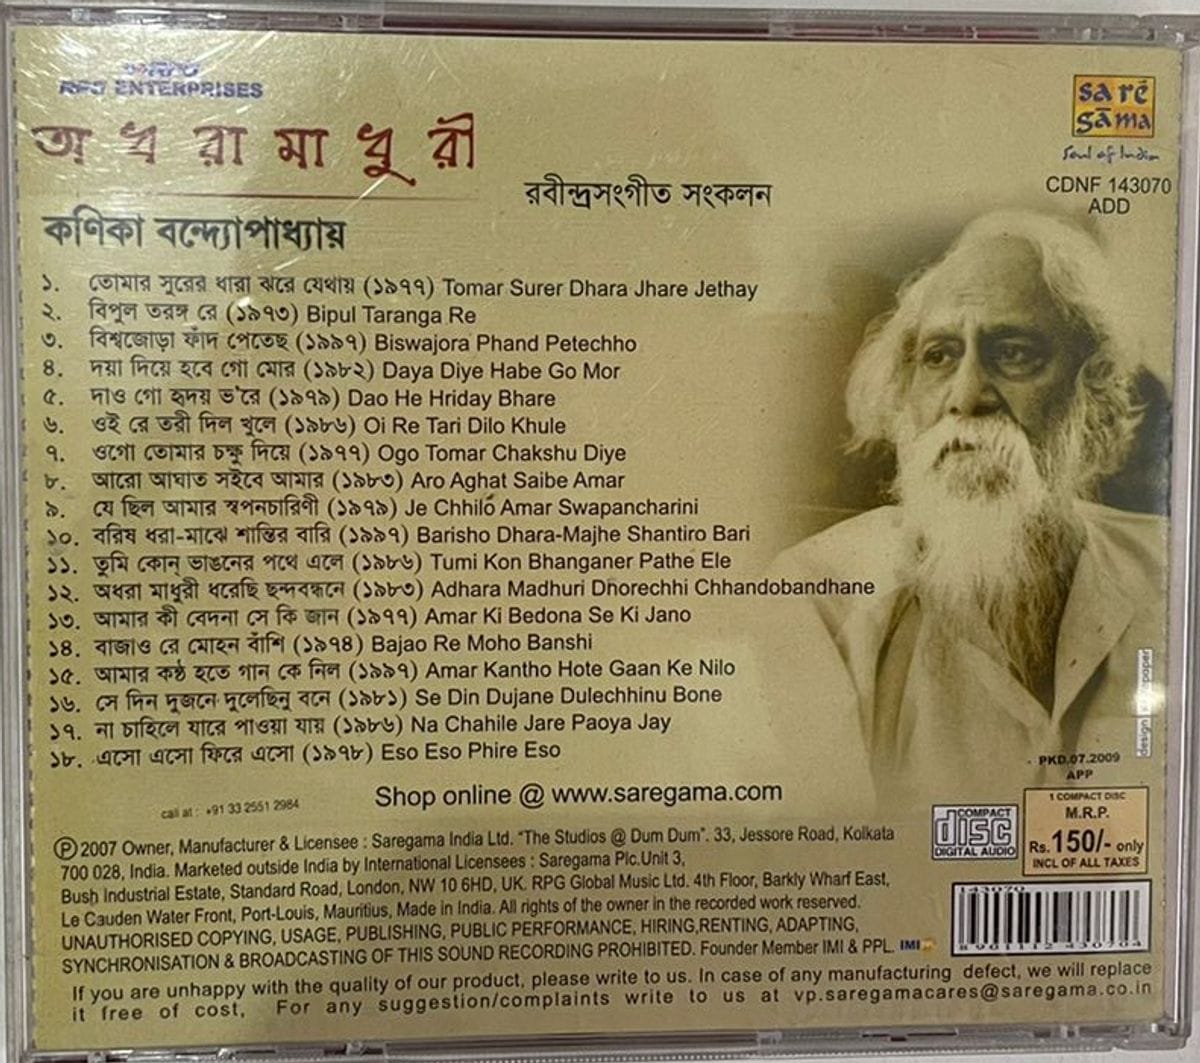 RPG ENTERPRISES
অধরা মাধুরী
রবীন্দ্রসংগীত সংকলন
কণিকা বন্দ্যোপাধ্যায়
sa rē
gāma
Soul of India
CDNF 143070
ADD
১. তোমার সুরের ধারা ঝরে যেথায় (১৯৭৭) Tomar Surer Dhara Jhare Jethay
২. বিপুল তরঙ্গ রে (১৯৭৩) Bipul Taranga Re
৩. বিশ্বজোড়া ফাঁদ পেতেছ (১৯৯৭) Biswajora Phand Petechho
৪. দয়া দিয়ে হবে গো মোর (১৯৮২) Daya Diye Habe Go Mor
৫. দাও গো হৃদয় ভ'রে (১৯৭৯) Dao He Hriday Bhare
৬. ওই রে তরী দিল খুলে (১৯৮৬) Oi Re Tari Dilo Khule
৭. ওগো তোমার চক্ষু দিয়ে (১৯৭৭) Ogo Tomar Chakshu Diye
৮. আরো আঘাত সইবে আমার (১৯৮৩) Aro Aghat Saibe Amar
৯. যে ছিল আমার স্বপনচারিণী (১৯৭৯) Je Chhilo Amar Swapancharini
১০. বরিষ ধরা-মাঝে শান্তির বারি (১৯৯৭) Barisho Dhara-Majhe Shantiro Bari
১১. তুমি কোন্ ভাঙনের পথে এলে (১৯৮৬) Tumi Kon Bhanganer Pathe Ele
১২. অধরা মাধুরী ধরেছি ছন্দবন্ধনে (১৯৮৩) Adhara Madhuri Dhorechhi Chhandobandhane
১৩. আমার কী বেদনা সে কি জান (১৯৭৭) Amar Ki Bedona Se Ki Jano
১৪. বাজাও রে মোহন বাঁশি (১৯৭৪) Bajao Re Moho Banshi
১৫. আমার কণ্ঠ হতে গান কে নিল (১৯৯৭) Amar Kantho Hote Gaan Ke Nilo
১৬. সে দিন দুজনে দুলেছিনু বনে (১৯৮১) Se Din Dujane Dulechhinu Bone
১৭. না চাহিলে যারে পাওয়া যায় (১৯৮৬) Na Chahile Jare Paoya Jay
১৮. এসো এসো ফিরে এসো (১৯৭৮) Eso Eso Phire Eso
design
paper
PKD.07.2009
APP
Shop online @ www.saregama.com
call at : +91 33 2551 2984
COMPACT
disc
DIGITAL AUDIO
1 COMPACT DISC
M.R.P.
Rs. 150/- only
INCL OF ALL TAXES
Ⓟ 2007 Owner, Manufacturer & Licensee : Saregama India Ltd. "The Studios @ Dum Dum". 33, Jessore Road, Kolkata
700 028, India. Marketed outside India by International Licensees : Saregama Plc.Unit 3,
Bush Industrial Estate, Standard Road, London, NW 10 6HD, UK. RPG Global Music Ltd. 4th Floor, Barkly Wharf East,
Le Cauden Water Front, Port-Louis, Mauritius, Made in India. All rights of the owner in the recorded work reserved.
UNAUTHORISED COPYING, USAGE, PUBLISHING, PUBLIC PERFORMANCE, HIRING,RENTING, ADAPTING,
SYNCHRONISATION & BROADCASTING OF THIS SOUND RECORDING PROHIBITED. Founder Member IMI & PPL. IMI
143070
8 901112 430704
If you are unhappy with the quality of our product, please write to us. In case of any manufacturing defect, we will replace
it free of cost, For any suggestion/complaints write to us at vp.saregamacares@saregama.co.in